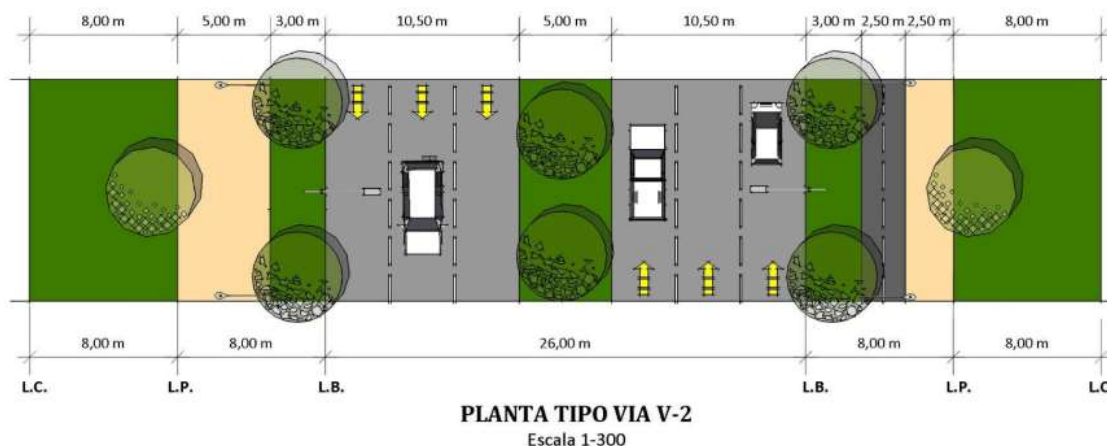 8,00 m 5,00 m 3,00 m 10,50 m 5,00 m 10,50 m 3,00 m 2,50 m 2,50 m 8,00 m
8,00 m 8,00 m 26,00 m 8,00 m 8,00 m
L.C. L.P. L.B. L.B. L.P. L.C
PLANTA TIPO VIA V-2
Escala 1-300